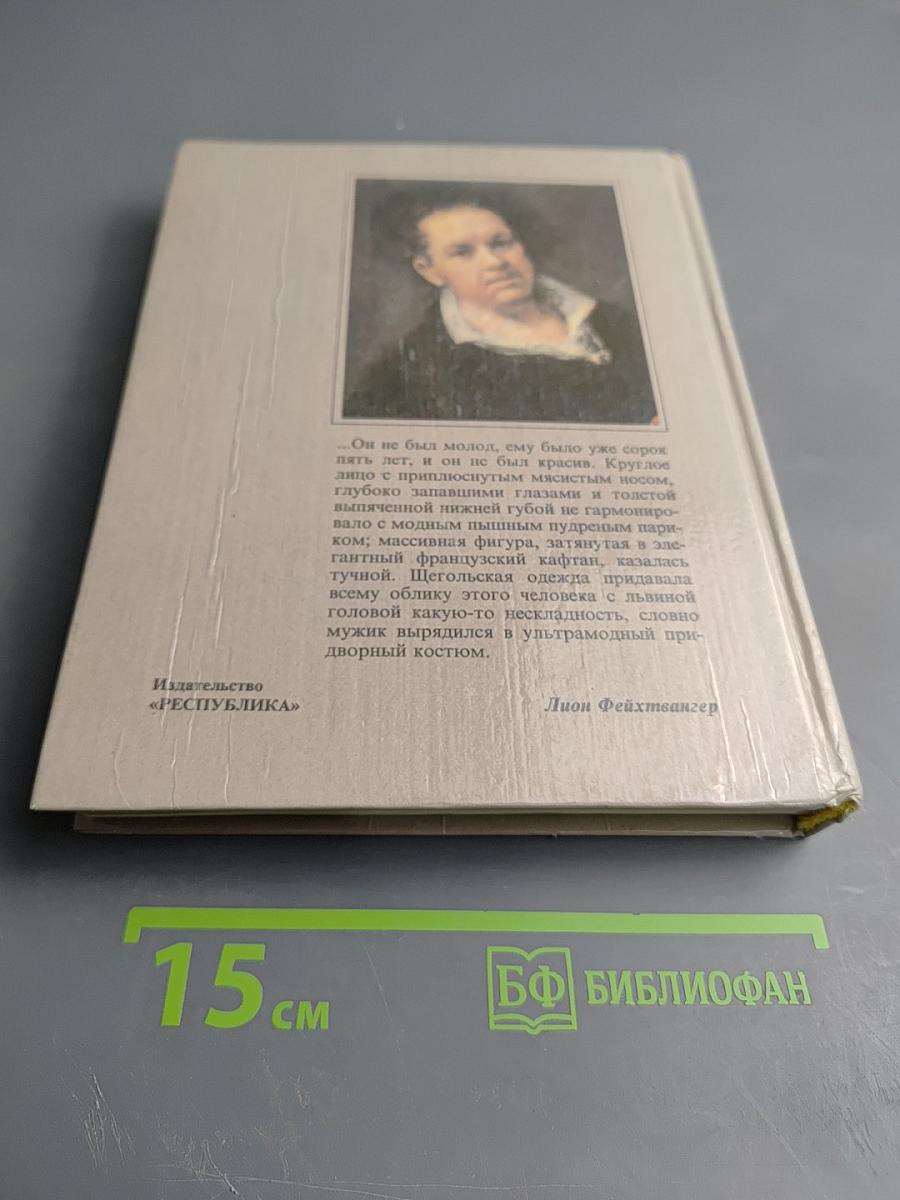 ...Он не был молод, ему было уже сорок
пять лет, и он не был красив. Круглое
лицо с приплюснутым мясистым носом,
глубоко запавшими глазами и толстой
выпяченной нижней губой не гармониро-
вало с модным пышным пудреным пари-
ком; массивная фигура, затянутая в эле-
гантный французский кафтан, казалась
тучной. Щегольская одежда придавала
всему облику этого человека с львиной
головой какую-то нескладность, словно
мужик вырядился в ультрамодный при-
дворный костюм.
Издательство
«РЕСПУБЛИКА»
Лион Фейхтвангер
15 см
БФ БИБЛИОФАН